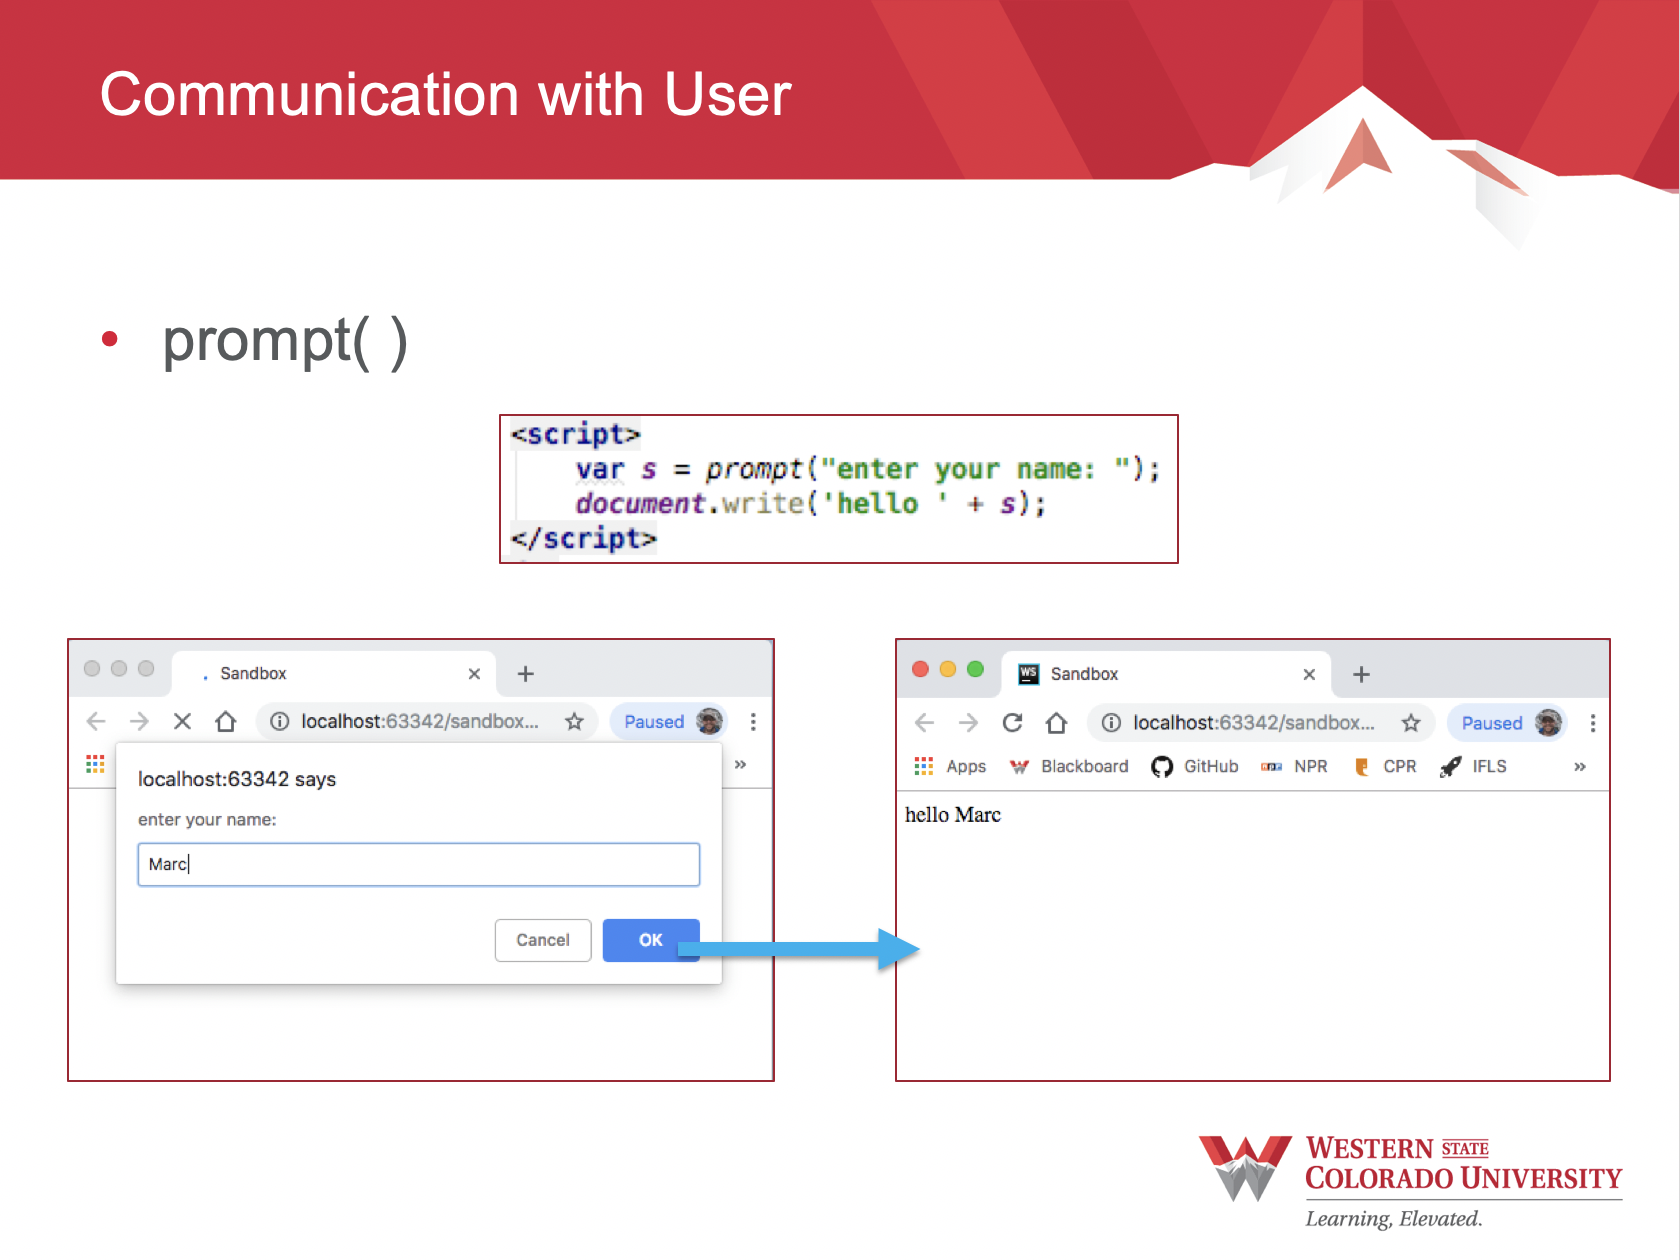 Communication with User
• prompt( )
<script>
var s = prompt("enter your name: ");
document.write('hello ' + s);
</script>
Sandbox
localhost:63342/sandbox...
Paused
»
localhost:63342 says
enter your name:
Marc
Cancel
OK
WS Sandbox
localhost:63342/sandbox...
Paused
Apps Blackboard GitHub npr NPR CPR IFLS »
hello Marc
WESTERN STATE
COLORADO UNIVERSITY
Learning, Elevated.